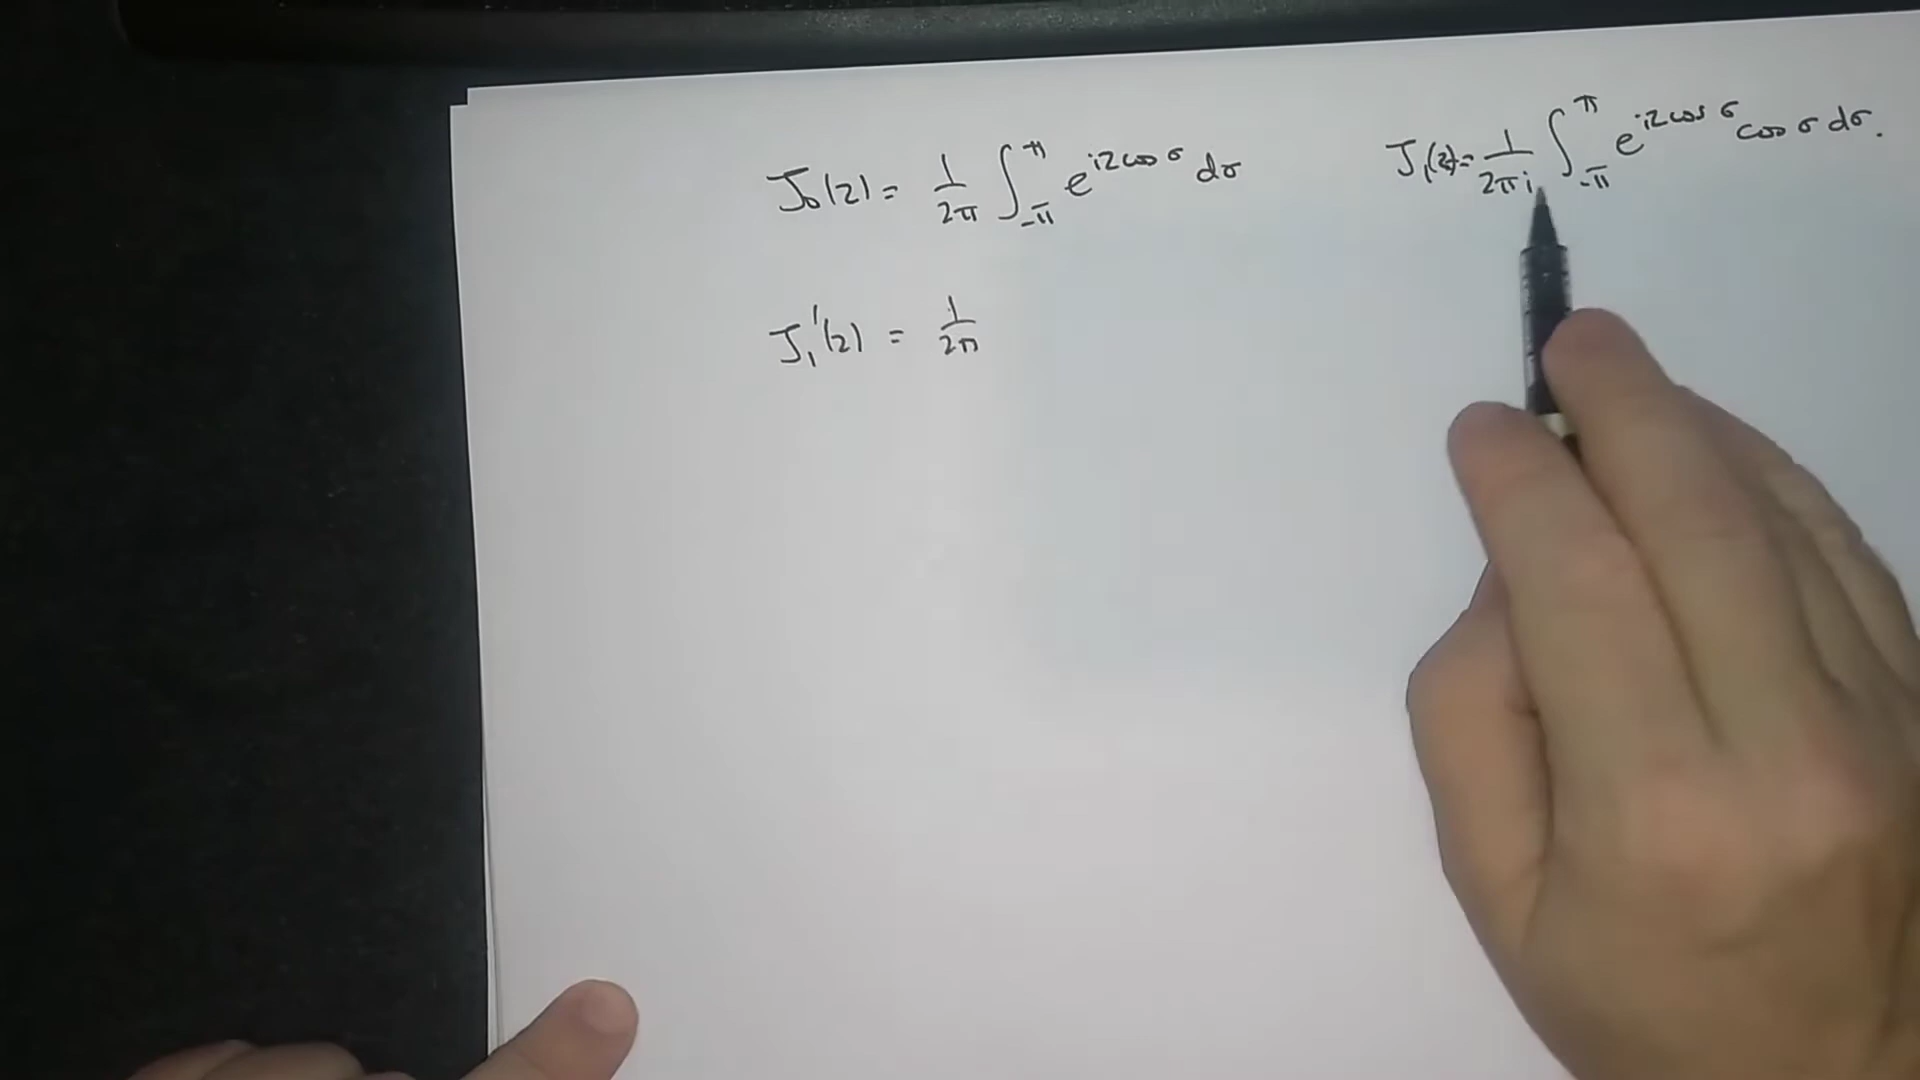 J₀(z) = 1/2π ∫_{-π}^{π} e^{iz cos σ} dσ
J₁(z) = 1/2πi ∫_{-π}^{π} e^{iz cos σ} cos σ dσ.
J₁'(z) = 1/2π